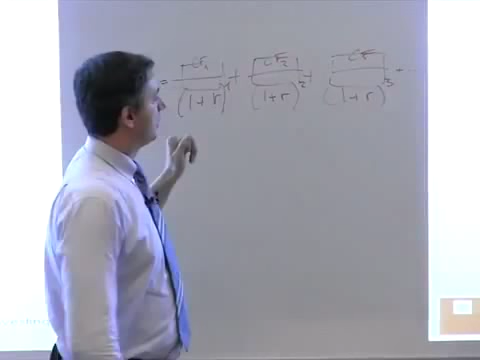 = CF₁/(1+r)¹ + CF₂/(1+r)² + CF/(1+r)³ ...